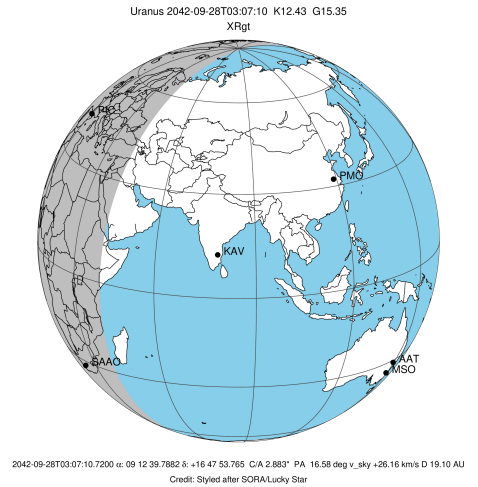 Uranus 2042-09-28T03:07:10  K12.43  G15.35
XRgt
PIC
PMO
KAV
SAAO
AAT
MSO
2042-09-28T03:07:10.7200 α: 09 12 39.7882 δ: +16 47 53.765  C/A 2.883"  PA  16.58 deg v_sky +26.16 km/s D 19.10 AU
Credit: Styled after SORA/Lucky Star